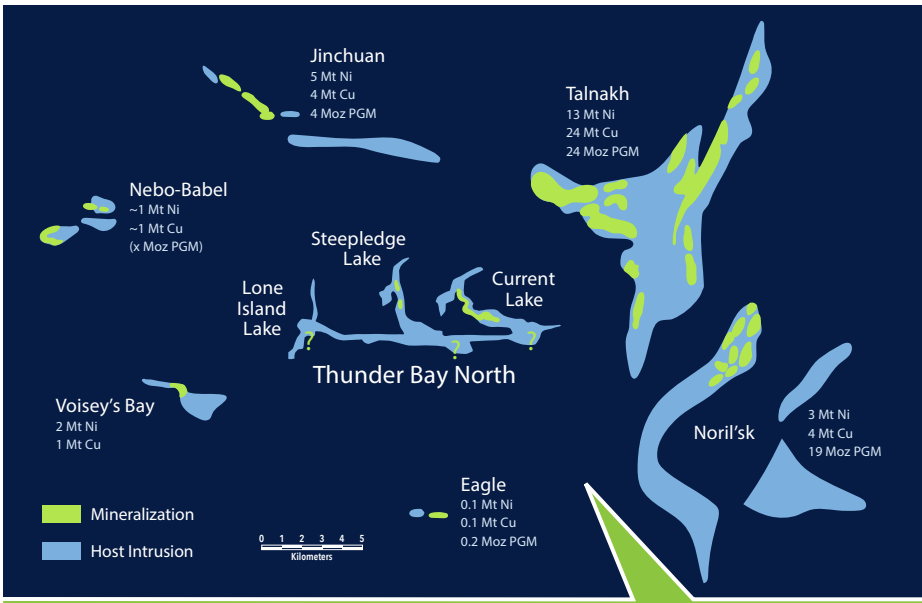 Jinchuan
5 Mt Ni
4 Mt Cu
4 Moz PGM
Talnakh
13 Mt Ni
24 Mt Cu
24 Moz PGM
Nebo-Babel
~1 Mt Ni
~1 Mt Cu
(x Moz PGM)
Steepledge
Lake
Current
Lake
Lone
Island
Lake
?
?
?
Thunder Bay North
Voisey's Bay
2 Mt Ni
1 Mt Cu
Noril'sk
3 Mt Ni
4 Mt Cu
19 Moz PGM
Eagle
0.1 Mt Ni
0.1 Mt Cu
0.2 Moz PGM
Mineralization
Host Intrusion
0 1 2 3 4 5
Kilometers